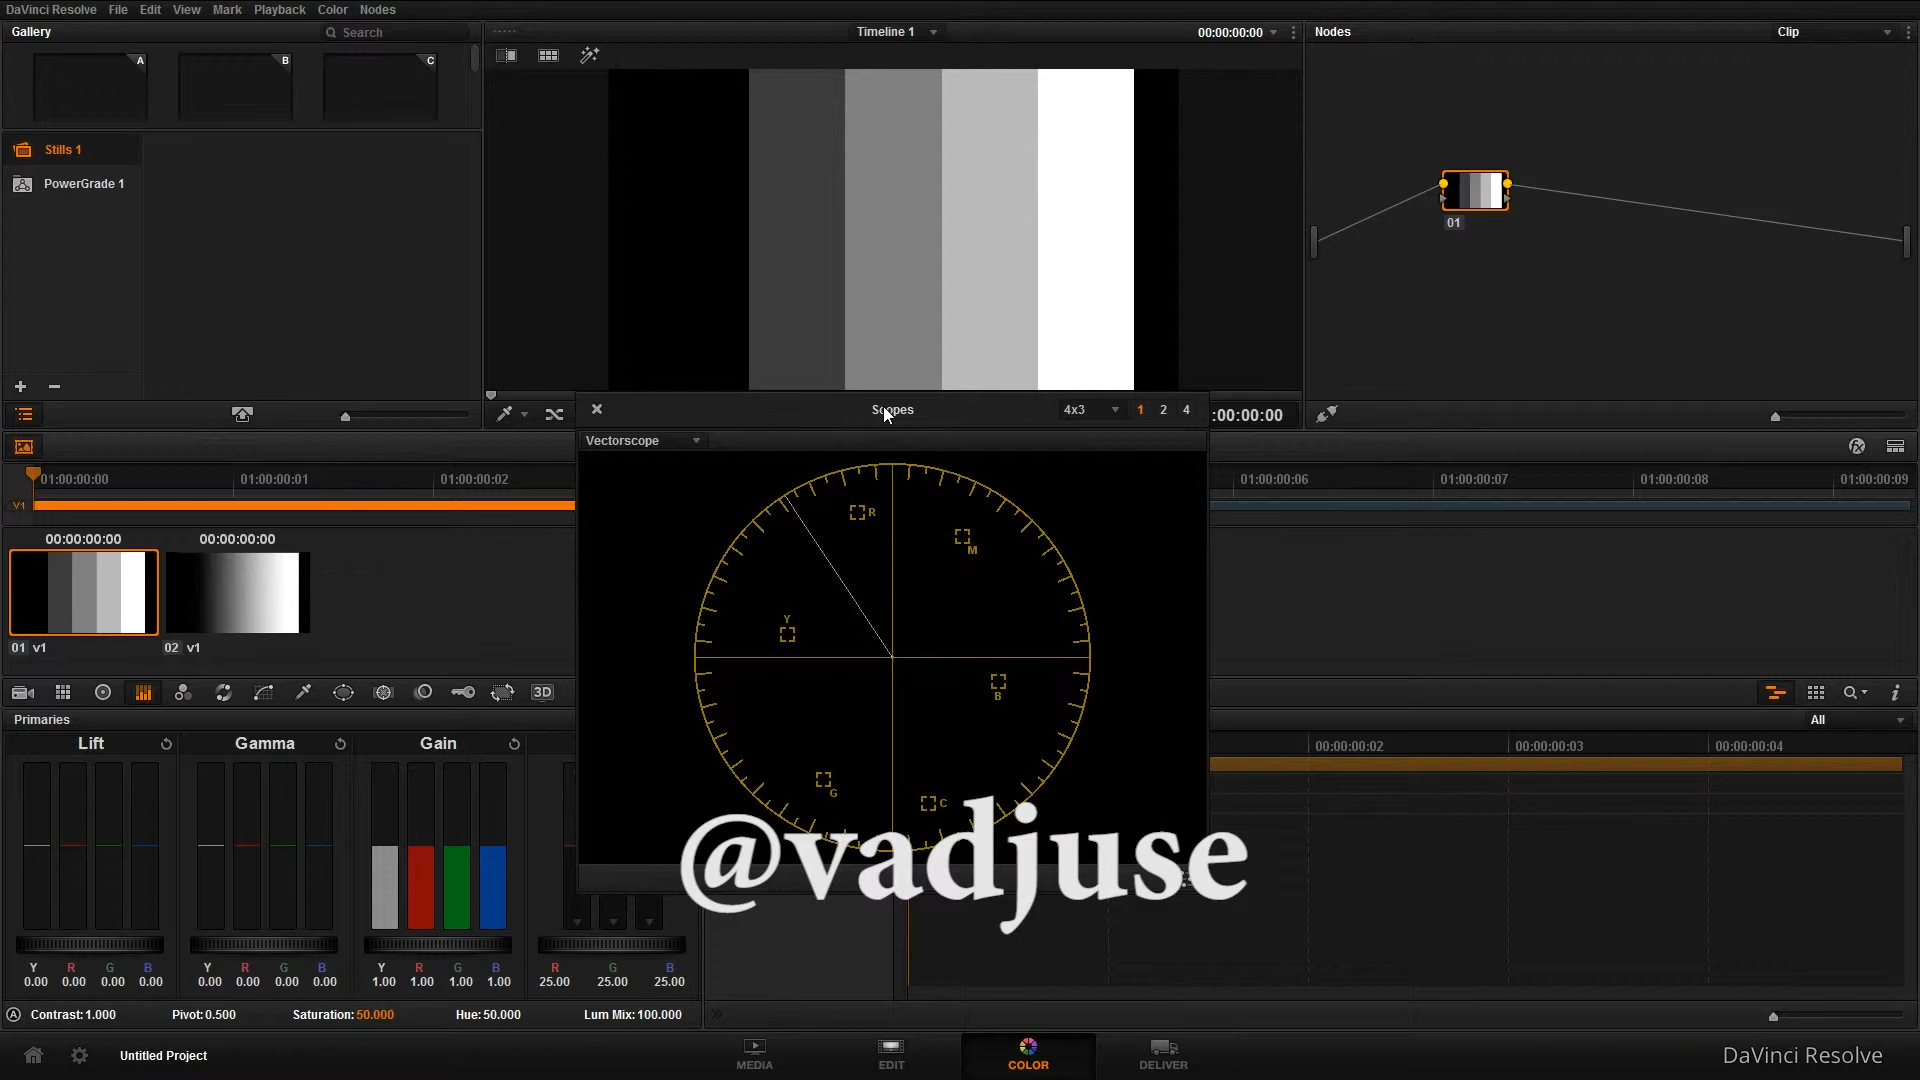 DaVinci Resolve File Edit View Mark Playback Color Nodes
Gallery
Search
Timeline 1
00:00:00:00
Nodes
Clip
A
B
C
Stills 1
PowerGrade 1
01
Scopes
4x3
1 2 4
:00:00:00
Vectorscope
01:00:00:00
01:00:00:01
01:00:00:02
01:00:00:06
01:00:00:07
01:00:00:08
01:00:00:09
V1
R
M
Y
B
G
C
00:00:00:00
00:00:00:00
01 v1
02 v1
3D
Primaries
All
Lift
Gamma
Gain
00:00:00:02
00:00:00:03
00:00:00:04
@vadjuse
Y R G B
0.00 0.00 0.00 0.00
Y R G B
0.00 0.00 0.00 0.00
Y R G B
1.00 1.00 1.00 1.00
R G B
25.00 25.00 25.00
A
Contrast:1.000
Pivot:0.500
Saturation:50.000
Hue:50.000
Lum Mix:100.000
Untitled Project
MEDIA
EDIT
COLOR
DELIVER
DaVinci Resolve